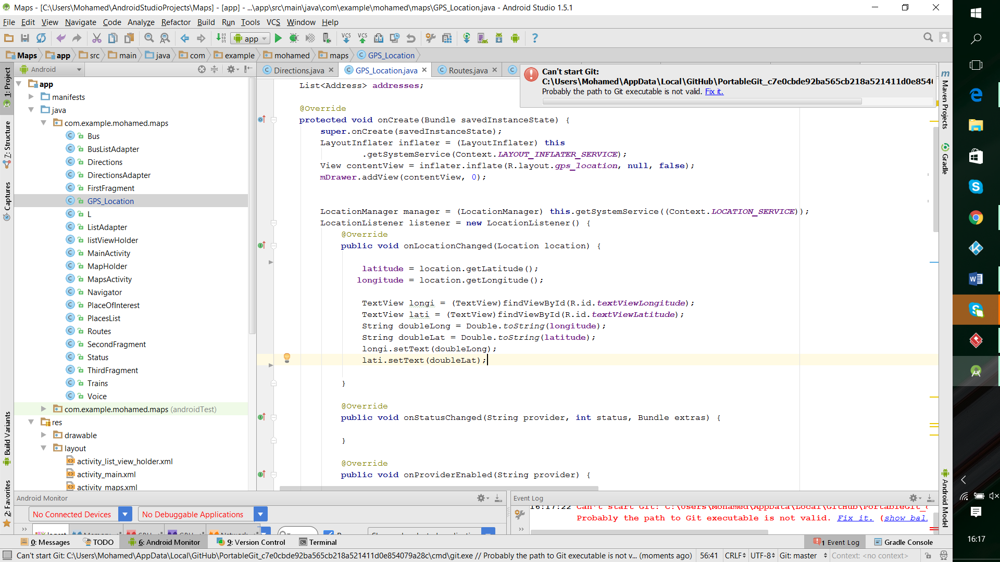 Maps - [C:\Users\Mohamed\AndroidStudioProjects\Maps] - [app] - ...\app\src\main\java\com\example\mohamed\maps\GPS_Location.java - Android Studio 1.5.1
File Edit View Navigate Code Analyze Refactor Build Run Tools VCS Window Help
app
VCS VCS
Maps app src main java com example mohamed maps GPS_Location
Android
Directions.java GPS_Location.java Routes.java
Can't start Git:
C:\Users\Mohamed\AppData\Local\GitHub\PortableGit_c7e0cbde92ba565cb218a521411d0e854
Probably the path to Git executable is not valid. Fix it.
1: Project
7: Structure
Captures
Build Variants
2: Favorites
app
manifests
java
com.example.mohamed.maps
Bus
BusListAdapter
Directions
DirectionsAdapter
FirstFragment
GPS_Location
L
ListAdapter
listViewHolder
MainActivity
MapHolder
MapsActivity
Navigator
PlaceOfInterest
PlacesList
Routes
SecondFragment
Status
ThirdFragment
Trains
Voice
com.example.mohamed.maps (androidTest)
res
drawable
layout
activity_list_view_holder.xml
activity_main.xml
activity_maps.xml
List<Address> addresses;
@Override
protected void onCreate(Bundle savedInstanceState) {
super.onCreate(savedInstanceState);
LayoutInflater inflater = (LayoutInflater) this
.getSystemService(Context.LAYOUT_INFLATER_SERVICE);
View contentView = inflater.inflate(R.layout.gps_location, null, false);
mDrawer.addView(contentView, 0);
LocationManager manager = (LocationManager) this.getSystemService((Context.LOCATION_SERVICE));
LocationListener listener = new LocationListener() {
@Override
public void onLocationChanged(Location location) {
latitude = location.getLatitude();
longitude = location.getLongitude();
TextView longi = (TextView)findViewById(R.id.textViewLongitude);
TextView lati = (TextView)findViewById(R.id.textViewLatitude);
String doubleLong = Double.toString(longitude);
String doubleLat = Double.toString(latitude);
longi.setText(doubleLong);
lati.setText(doubleLat);
}
@Override
public void onStatusChanged(String provider, int status, Bundle extras) {
}
@Override
public void onProviderEnabled(String provider) {
Maven Projects
Gradle
Android Model
Android Monitor
No Connected Devices
No Debuggable Applications
Event Log
16:17:22 Can't start Git: C:\Users\Mohamed\AppData\Local\GitHub\PortableGit_
Probably the path to Git executable is not valid. Fix it. (show bal.
0: Messages TODO 6: Android Monitor 9: Version Control Terminal
1 Event Log Gradle Console
Can't start Git: C:\Users\Mohamed\AppData\Local\GitHub\PortableGit_c7e0cbde92ba565cb218a521411d0e854079a28c\cmd\git.exe // Probably the path to Git executable is not v... (moments ago) 56:41 CRLF UTF-8 Git: master Context: <no context>
16:17